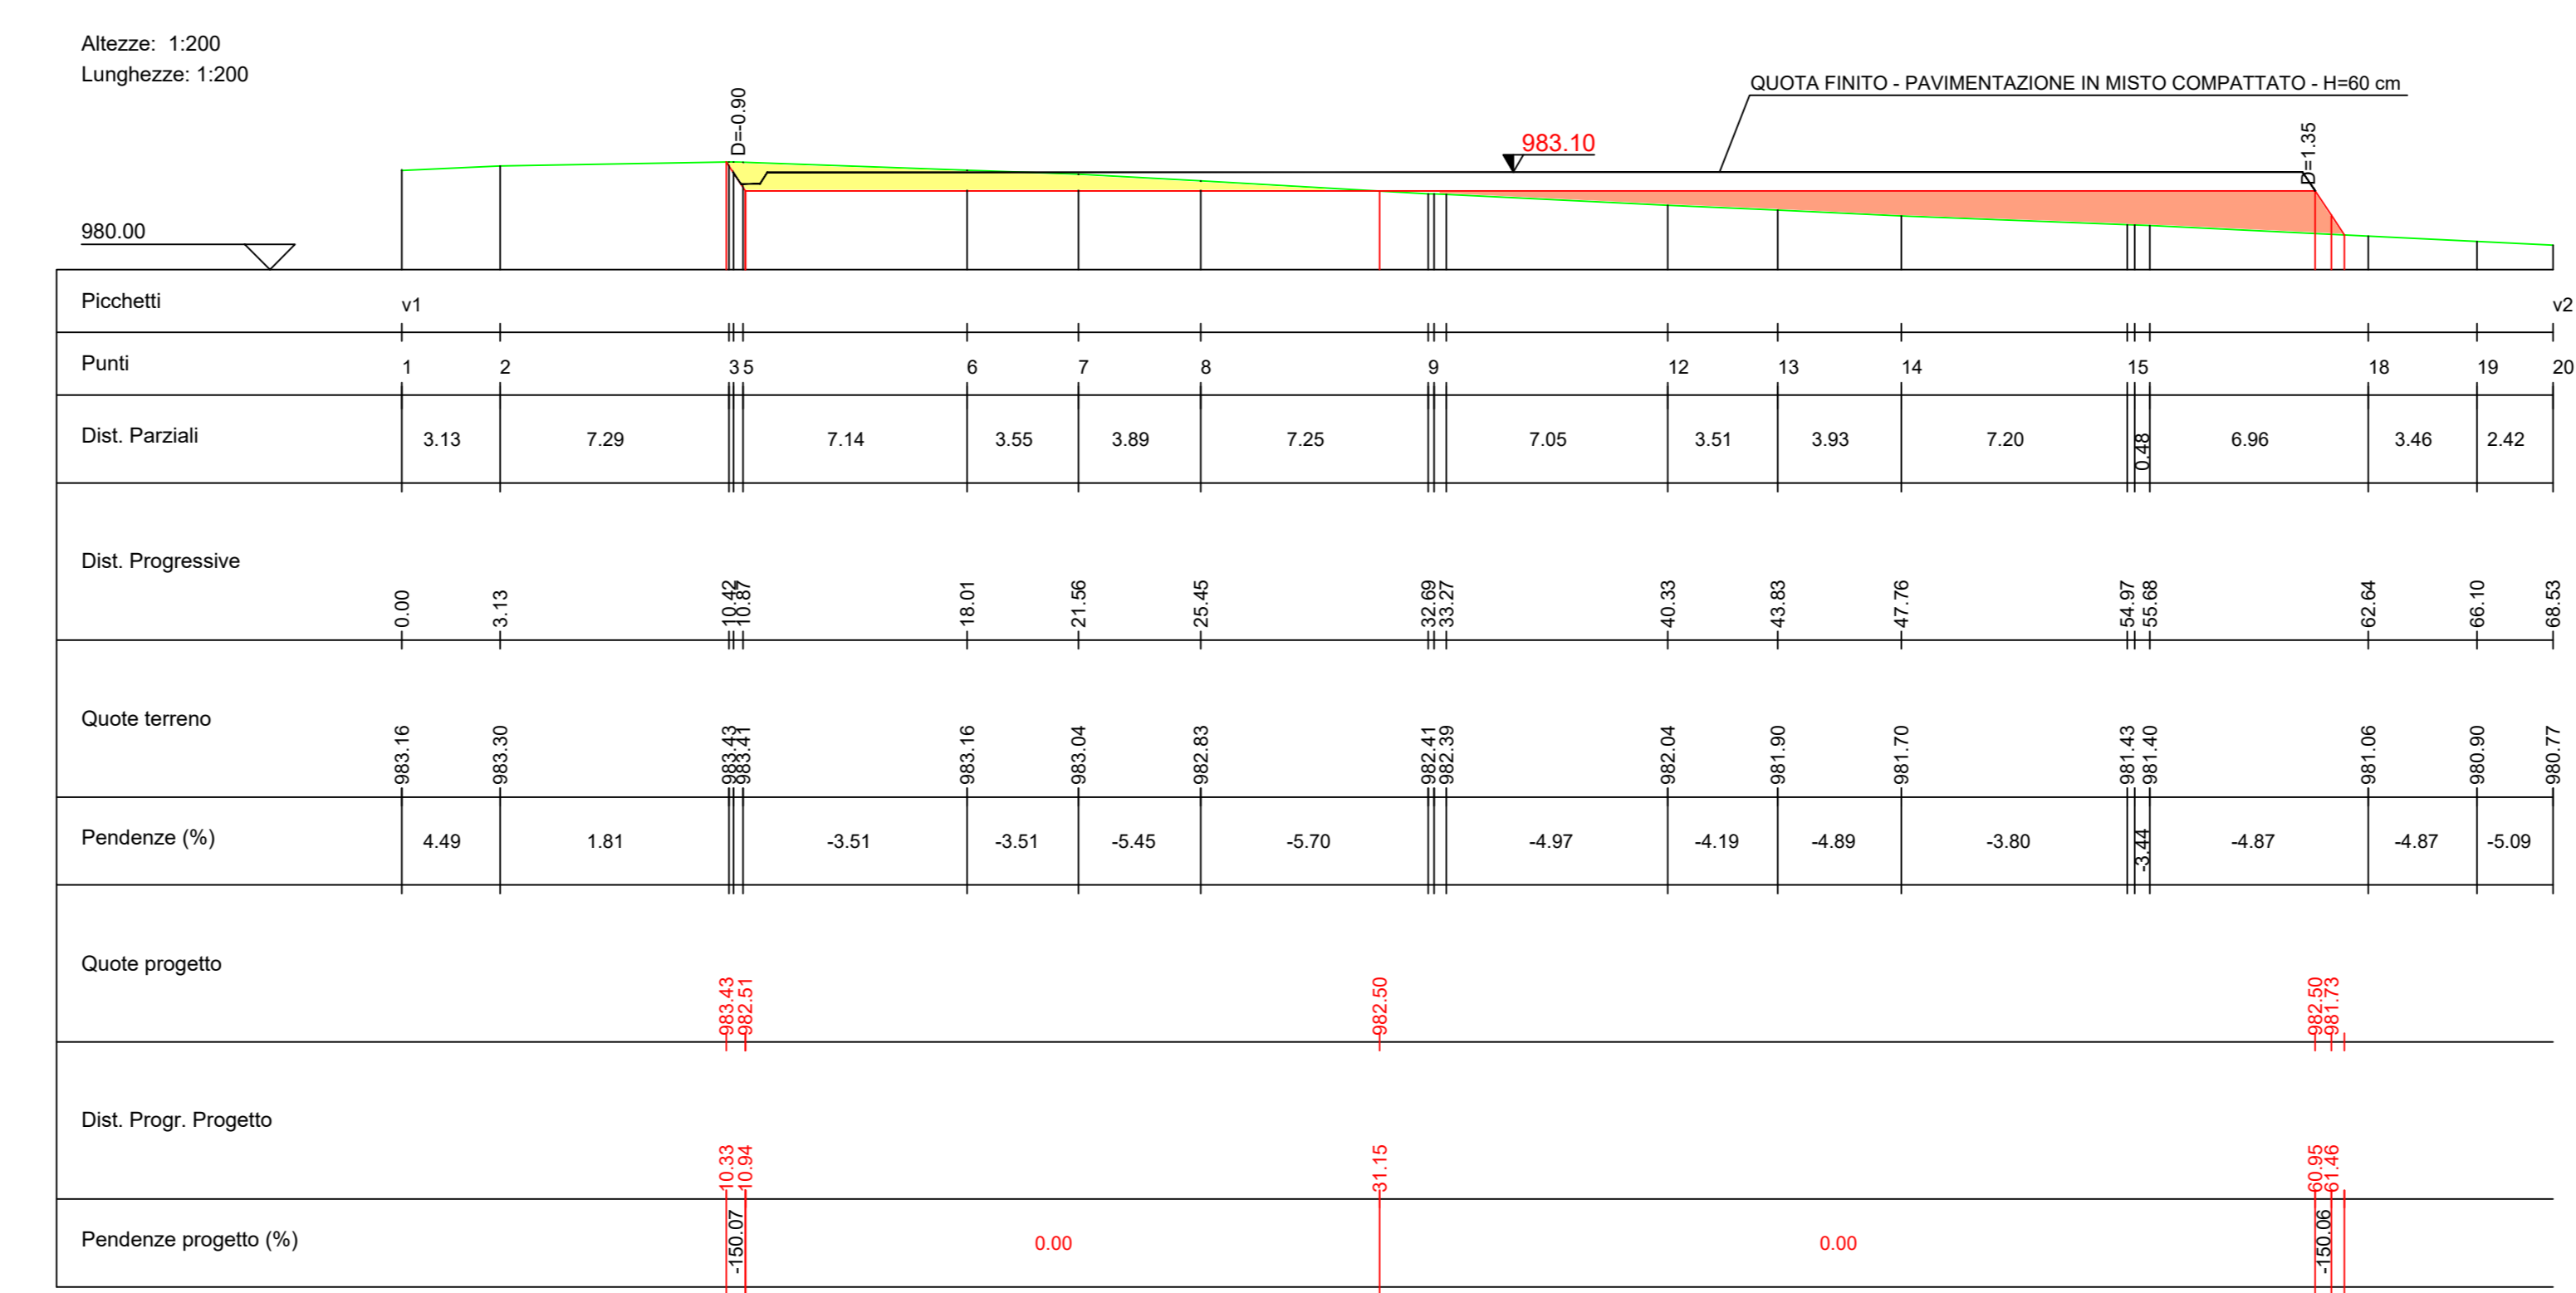 Altezze: 1:200
Lunghezze: 1:200
QUOTA FINITO - PAVIMENTAZIONE IN MISTO COMPATTATO - H=60 cm
D=-0.90
983.10
D=1.35
980.00
Picchetti v1 v2
Punti 1 2 3 5 6 7 8 9 12 13 14 15 18 19 20
Dist. Parziali 3.13 7.29 7.14 3.55 3.89 7.25 7.05 3.51 3.93 7.20 0.48 6.96 3.46 2.42
Dist. Progressive 0.00 3.13 10.42 10.87 18.01 21.56 25.45 32.69 33.27 40.33 43.83 47.76 54.97 55.68 62.64 66.10 68.53
Quote terreno 983.16 983.30 983.43 983.41 983.16 983.04 982.83 982.41 982.39 982.04 981.90 981.70 981.43 981.40 981.06 980.90 980.77
Pendenze (%) 4.49 1.81 -3.51 -3.51 -5.45 -5.70 -4.97 -4.19 -4.89 -3.80 -3.44 -4.87 -4.87 -5.09
Quote progetto 983.43 982.51 982.50 982.50 981.73
Dist. Progr. Progetto 10.33 10.94 31.15 60.95 61.46
Pendenze progetto (%) -150.07 0.00 0.00 -150.06